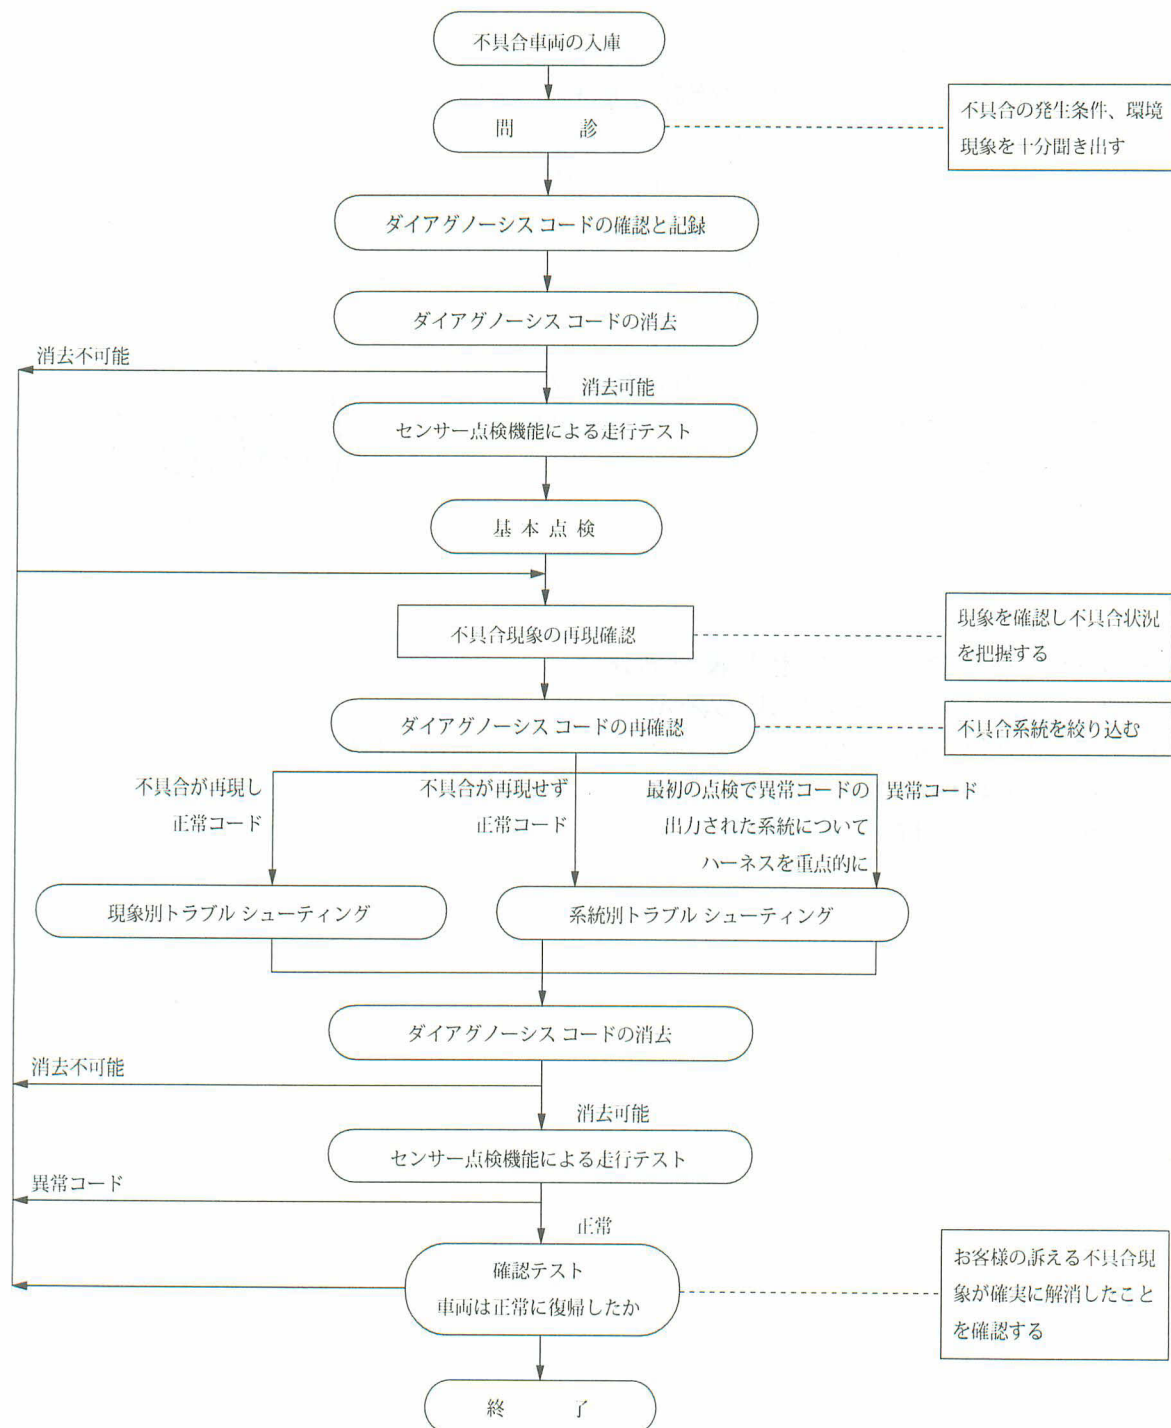 不具合車両の入庫
問　　　診
不具合の発生条件、環境
現象を十分聞き出す
ダイアグノーシス コードの確認と記録
ダイアグノーシス コードの消去
消去不可能
消去可能
センサー点検機能による走行テスト
基 本 点 検
不具合現象の再現確認
現象を確認し不具合状況
を把握する
ダイアグノーシス コードの再確認
不具合系統を絞り込む
不具合が再現し
正常コード
不具合が再現せず
正常コード
最初の点検で異常コードの
出力された系統について
ハーネスを重点的に
異常コード
現象別トラブル シューティング
系統別トラブル シューティング
ダイアグノーシス コードの消去
消去不可能
消去可能
センサー点検機能による走行テスト
異常コード
正常
確認テスト
車両は正常に復帰したか
お客様の訴える不具合現
象が確実に解消したこと
を確認する
終　　　了